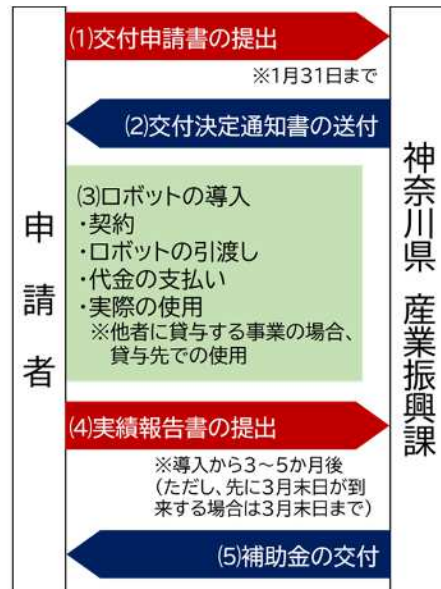 (1)交付申請書の提出
※1月31日まで
(2)交付決定通知書の送付
(3)ロボットの導入
・契約
・ロボットの引渡し
・代金の支払い
・実際の使用
※他者に貸与する事業の場合、
貸与先での使用
(4)実績報告書の提出
※導入から3～5か月後
(ただし、先に3月末日が到
来する場合は3月末日まで)
(5)補助金の交付
申請者
神奈川県 産業振興課